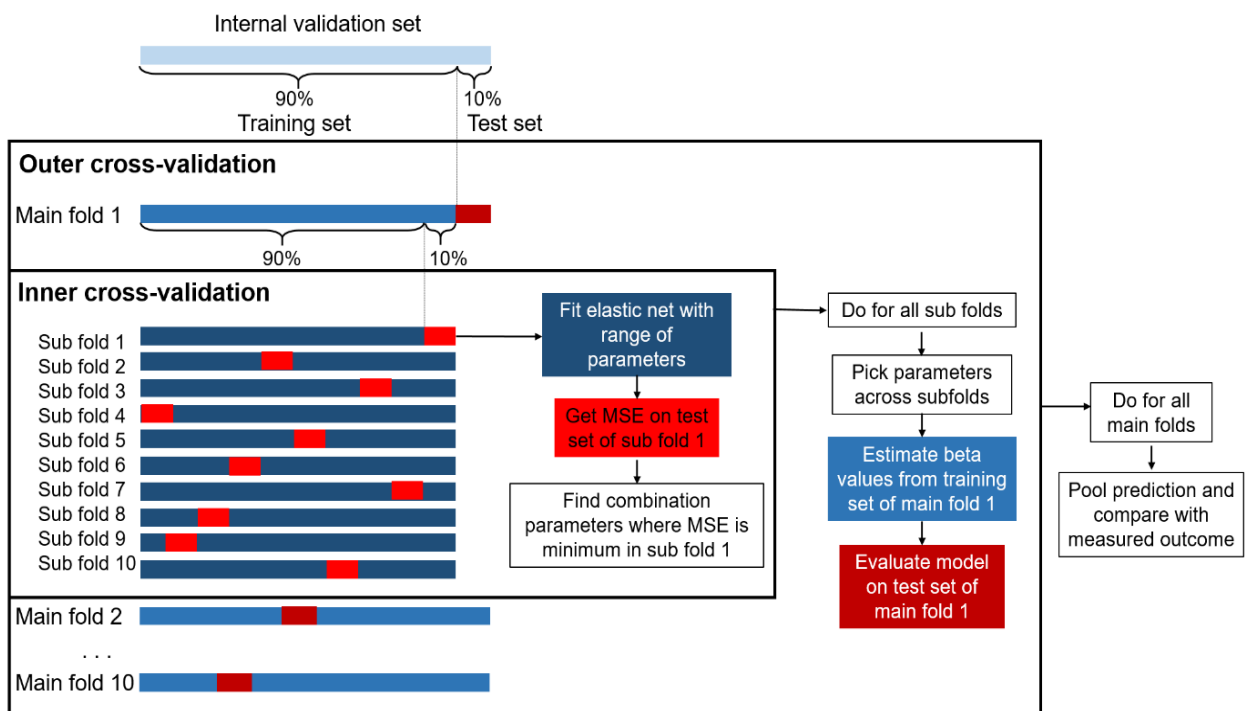 Internal validation set
90%
10%
Training set
Test set
Outer cross-validation
Main fold 1
90%
10%
Inner cross-validation
Sub fold 1
Sub fold 2
Sub fold 3
Sub fold 4
Sub fold 5
Sub fold 6
Sub fold 7
Sub fold 8
Sub fold 9
Sub fold 10
Fit elastic net with
range of
parameters
Get MSE on test
set of sub fold 1
Find combination
parameters where MSE is
minimum in sub fold 1
Do for all sub folds
Pick parameters
across subfolds
Estimate beta
values from training
set of main fold 1
Evaluate model
on test set of
main fold 1
Do for all
main folds
Pool prediction and
compare with
measured outcome
Main fold 2
. . .
Main fold 10